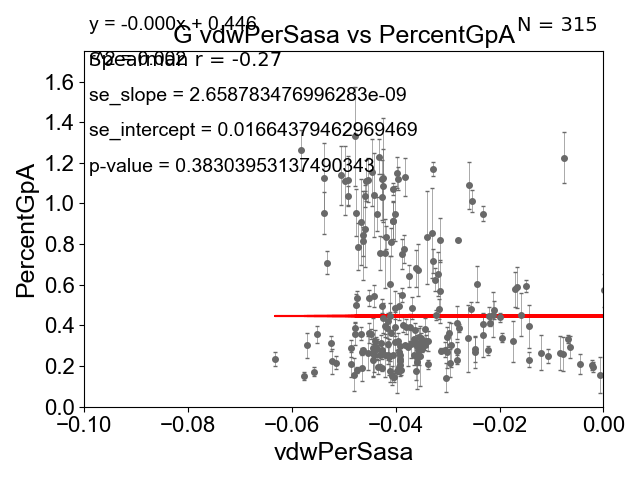 y = -0.000x + 0.446
N = 315
G vdwPerSasa vs PercentGpA
Spearman r = -0.27
se_slope = 2.658783476996283e-09
se_intercept = 0.01664379462969469
p-value = 0.38303953137490343
PercentGpA
1.6
1.4
1.2
1.0
0.8
0.6
0.4
0.2
0.0
−0.10
−0.08
−0.06
−0.04
−0.02
0.00
vdwPerSasa